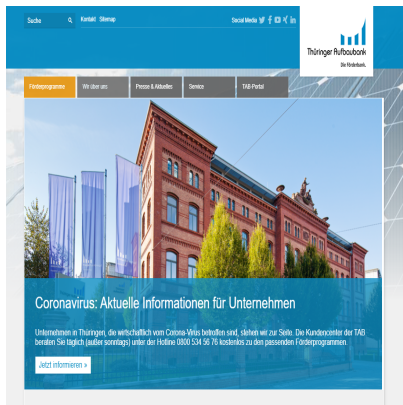 Suche
Kontakt Sitemap
Social Media
Thüringer Aufbaubank
Die Förderbank.
Förderprogramme
Wir über uns
Presse & Aktuelles
Service
TAB-Portal
Coronavirus: Aktuelle Informationen für Unternehmen
Unternehmen in Thüringen, die wirtschaftlich vom Corona-Virus betroffen sind, stehen wir zur Seite. Die Kundencenter der TAB
beraten Sie täglich (außer sonntags) unter der Hotline 0800 534 56 76 kostenlos zu den passenden Förderprogrammen.
Jetzt informieren »